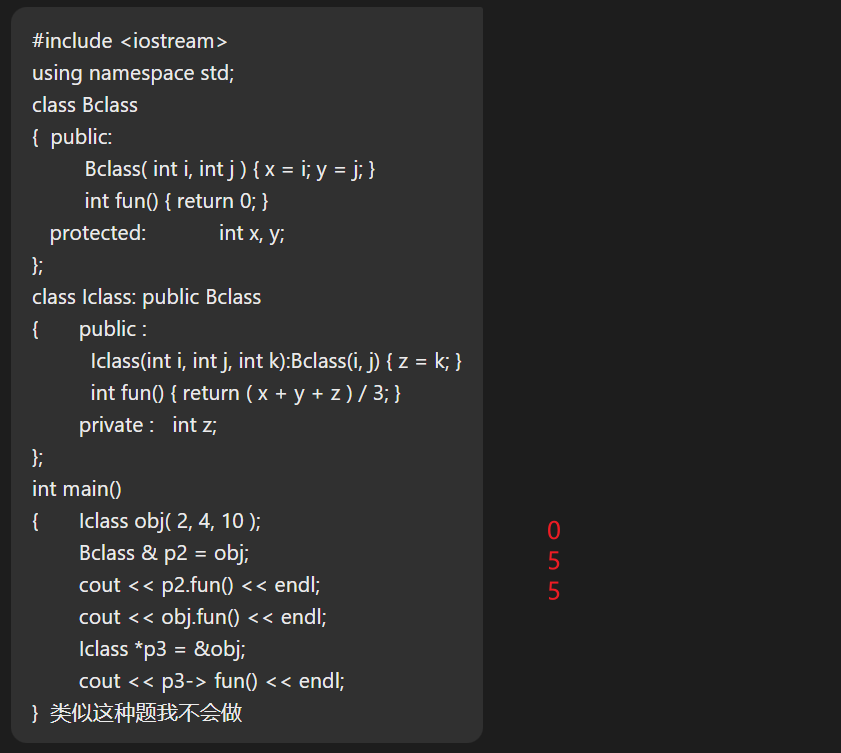 #include <iostream>
using namespace std;
class Bclass
{  public:
Bclass( int i, int j ) { x = i; y = j; }
int fun() { return 0; }
protected:             int x, y;
};
class Iclass: public Bclass
{       public :
Iclass(int i, int j, int k):Bclass(i, j) { z = k; }
int fun() { return ( x + y + z ) / 3; }
private :   int z;
};
int main()
{       Iclass obj( 2, 4, 10 );
Bclass & p2 = obj;
cout << p2.fun() << endl;
cout << obj.fun() << endl;
Iclass *p3 = &obj;
cout << p3-> fun() << endl;
}  类似这种题我不会做
0
5
5